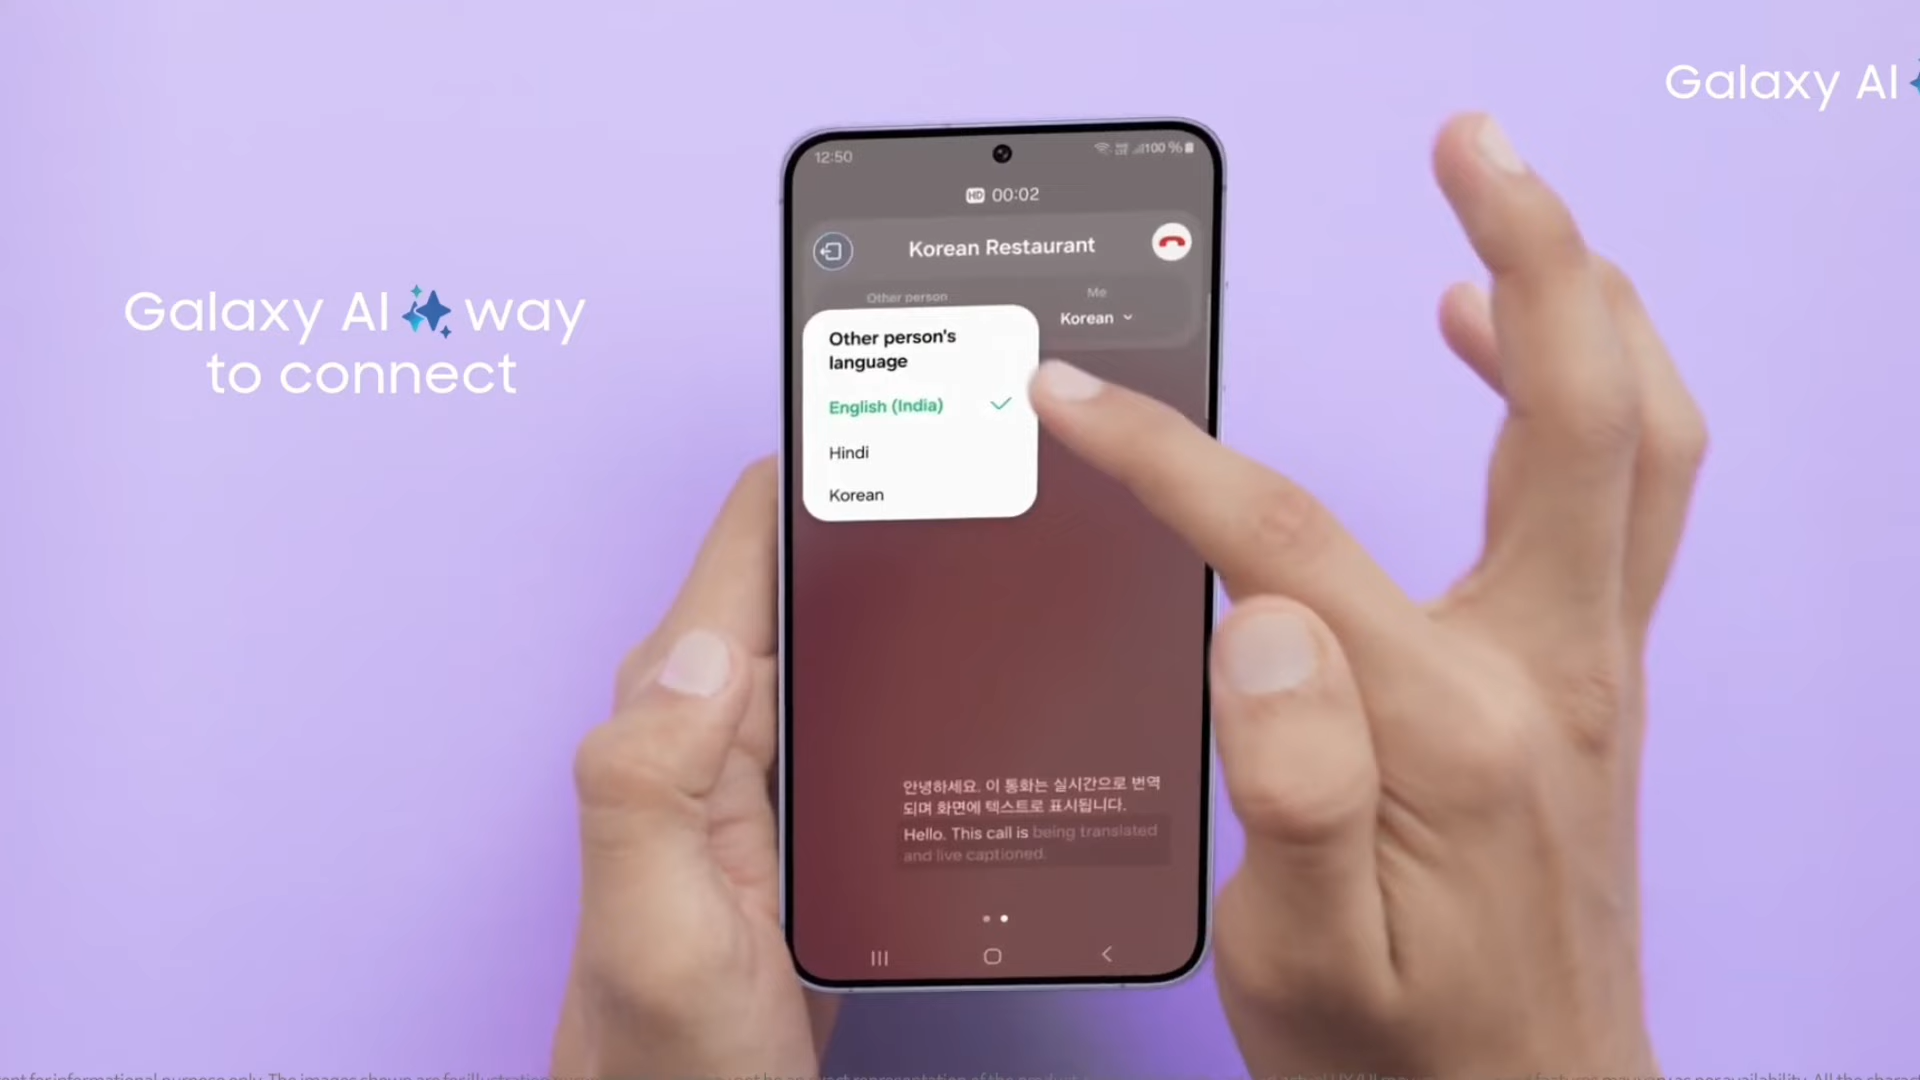 Galaxy AI
Galaxy AI way
to connect
12:50
100%
HD 00:02
Korean Restaurant
Other person
Me
Korean
Other person's
language
English (India)
Hindi
Korean
안녕하세요. 이 통화는 실시간으로 번역
되며 화면에 텍스트로 표시됩니다.
Hello. This call is being translated
and live captioned.